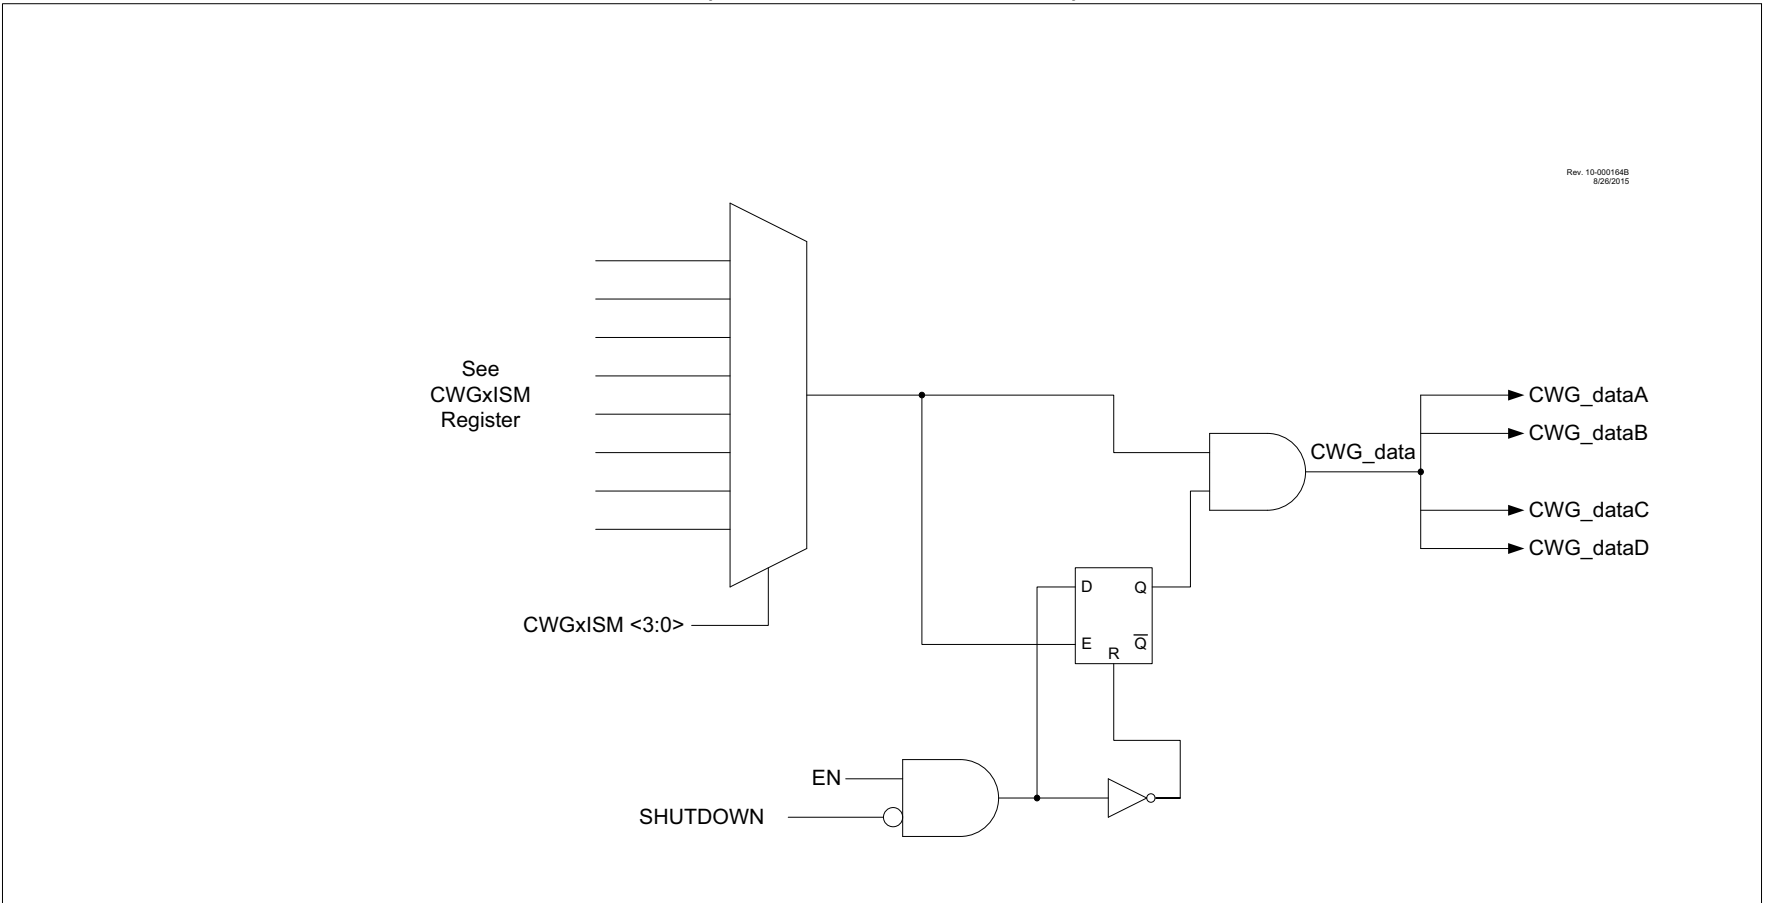 Rev. 10-000164B
8/26/2015
See
CWGxISM
Register
CWG_data
CWG_dataA
CWG_dataB
CWG_dataC
CWG_dataD
D
Q
E
Q̅
R
CWGxISM <3:0>
EN
SHUTDOWN